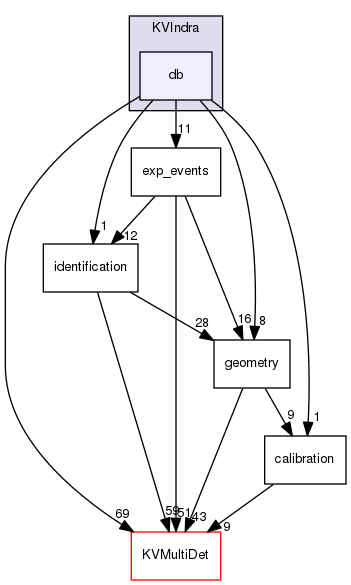 KVIndra
db
11
exp_events
1
12
identification
28
16
8
geometry
9
1
calibration
69
59
51
43
9
KVMultiDet